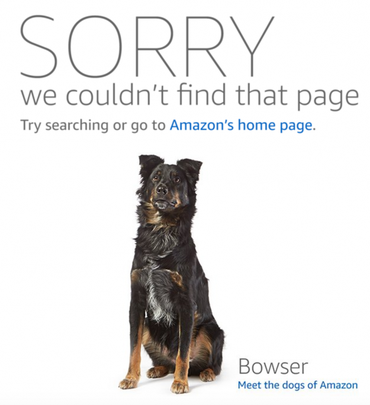 SORRY
we couldn't find that page
Try searching or go to Amazon's home page.
Bowser
Meet the dogs of Amazon